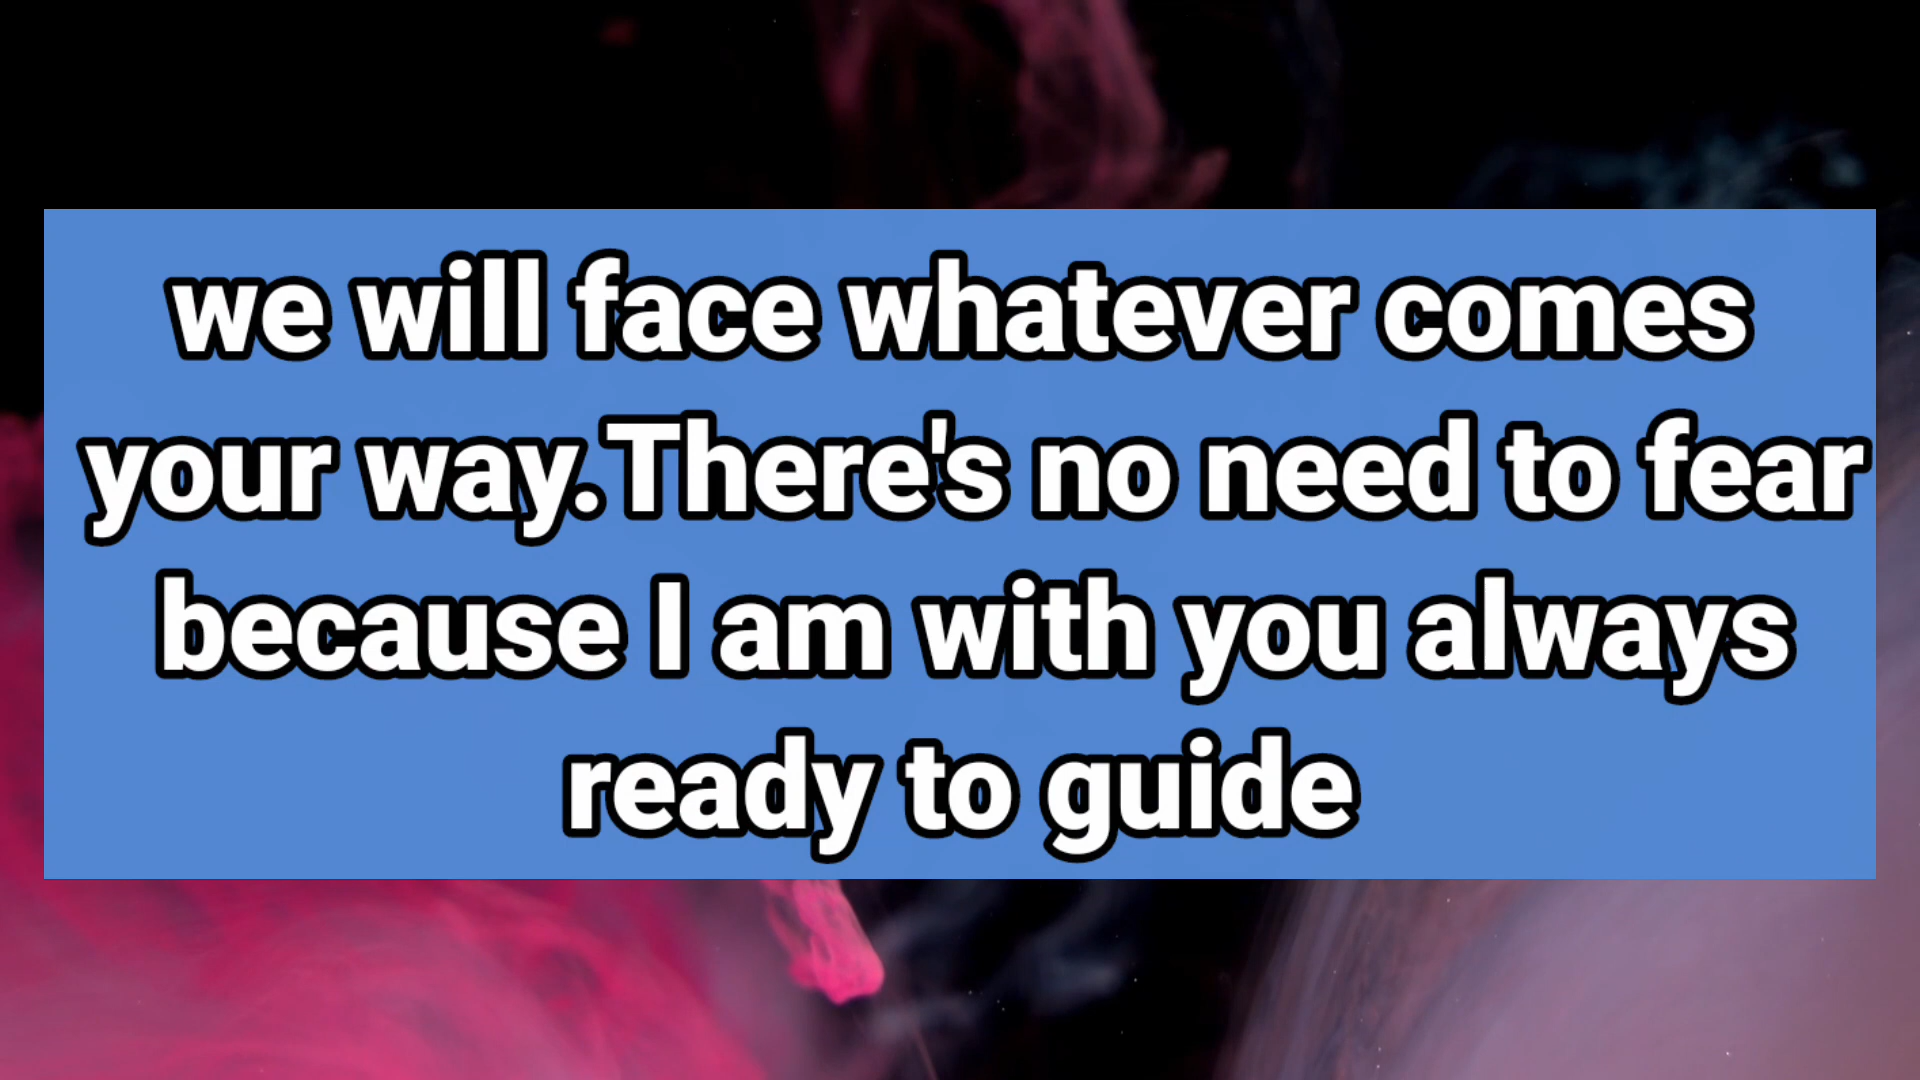 we will face whatever comes
your way.There's no need to fear
because I am with you always
ready to guide